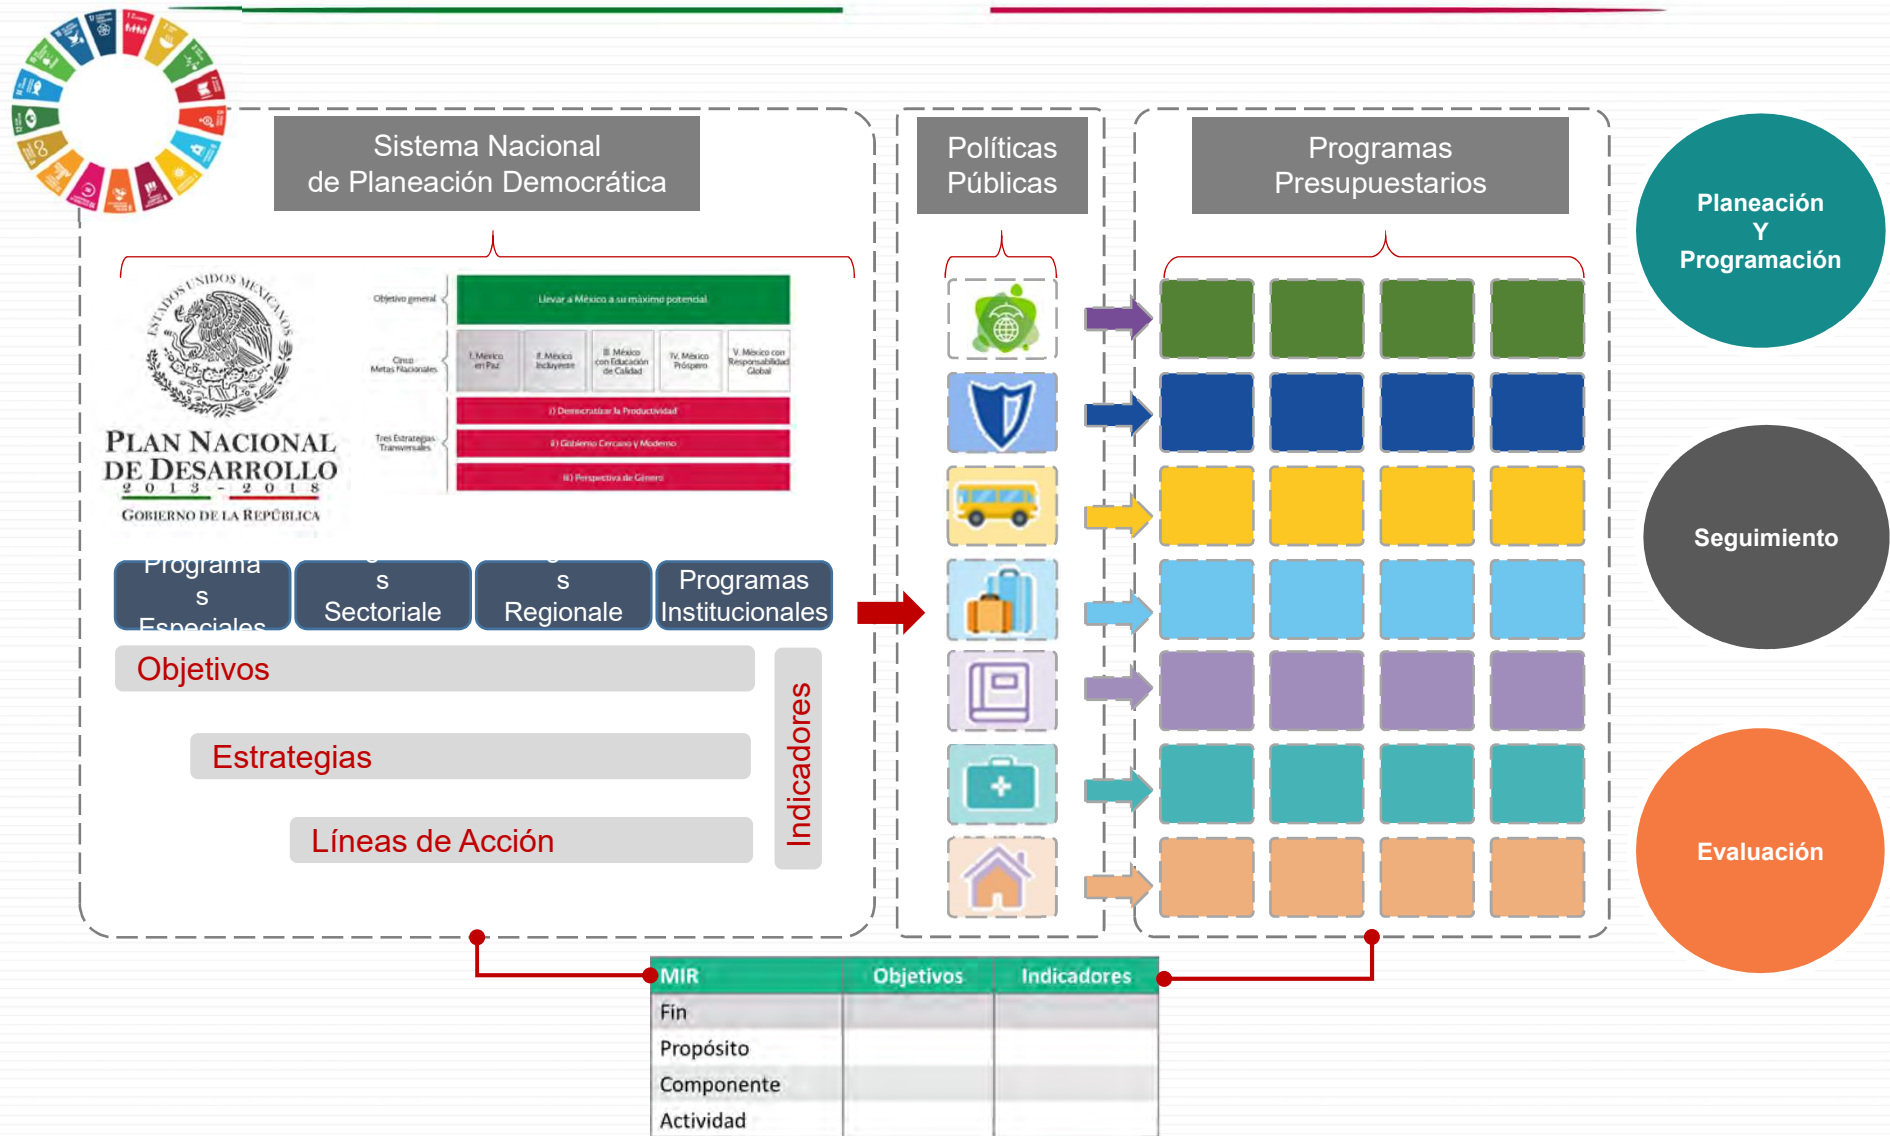 Sistema Nacional
de Planeación Democrática
Políticas
Públicas
Programas
Presupuestarios
Planeación
Y
Programación
ESTADOS UNIDOS MEXICANOS
PLAN NACIONAL
DE DESARROLLO
2013 - 2018
GOBIERNO DE LA REPÚBLICA
Objetivo general
Llevar a México a su máximo potencial
Cinco
Metas Nacionales
I. México
en Paz
II. México
Incluyente
III. México
con Educación
de Calidad
IV. México
Próspero
V. México con
Responsabilidad
Global
Tres Estrategias
Transversales
i) Democratizar la Productividad
ii) Gobierno Cercano y Moderno
iii) Perspectiva de Género
Seguimiento
Programa
s
Especiales
s
Sectoriale
s
Regionale
Programas
Institucionales
Objetivos
Estrategias
Líneas de Acción
Indicadores
Evaluación
MIR Objetivos Indicadores
Fin
Propósito
Componente
Actividad